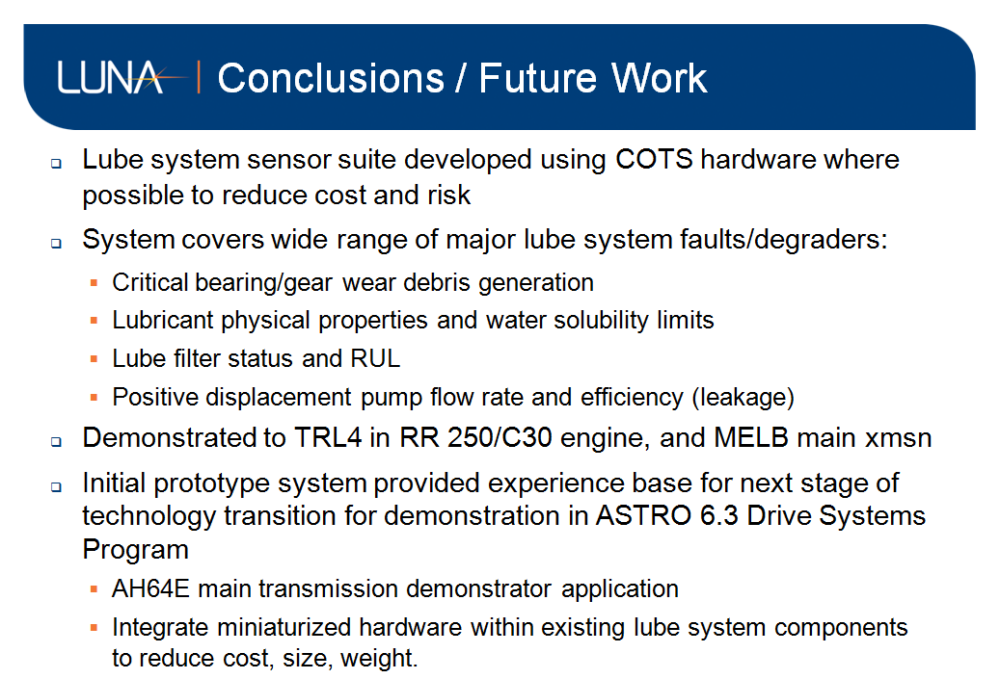 LUNA | Conclusions / Future Work
Lube system sensor suite developed using COTS hardware where
possible to reduce cost and risk
System covers wide range of major lube system faults/degraders:
Critical bearing/gear wear debris generation
Lubricant physical properties and water solubility limits
Lube filter status and RUL
Positive displacement pump flow rate and efficiency (leakage)
Demonstrated to TRL4 in RR 250/C30 engine, and MELB main xmsn
Initial prototype system provided experience base for next stage of
technology transition for demonstration in ASTRO 6.3 Drive Systems
Program
AH64E main transmission demonstrator application
Integrate miniaturized hardware within existing lube system components
to reduce cost, size, weight.